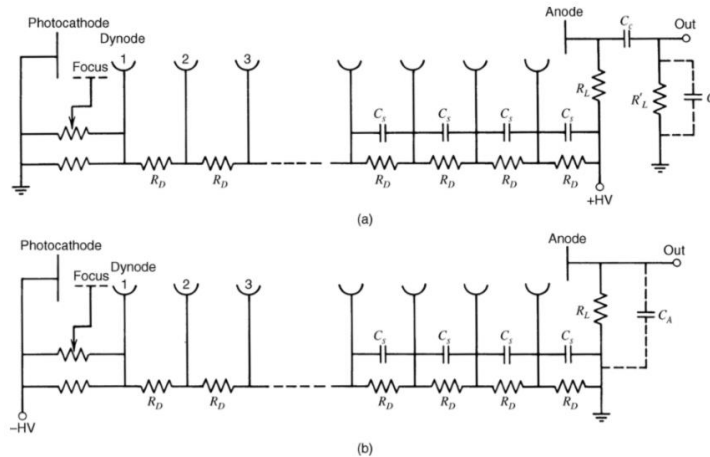 Photocathode
Anode
C_c
Out
Dynode
Focus
1 2 3
R_L
R'_L
C
C_s C_s C_s C_s
R_D R_D
R_D R_D R_D R_D
+HV
(a)
Photocathode
Anode
Out
Dynode
Focus
1 2 3
R_L
C_A
C_s C_s C_s C_s
R_D R_D
R_D R_D R_D R_D
–HV
(b)